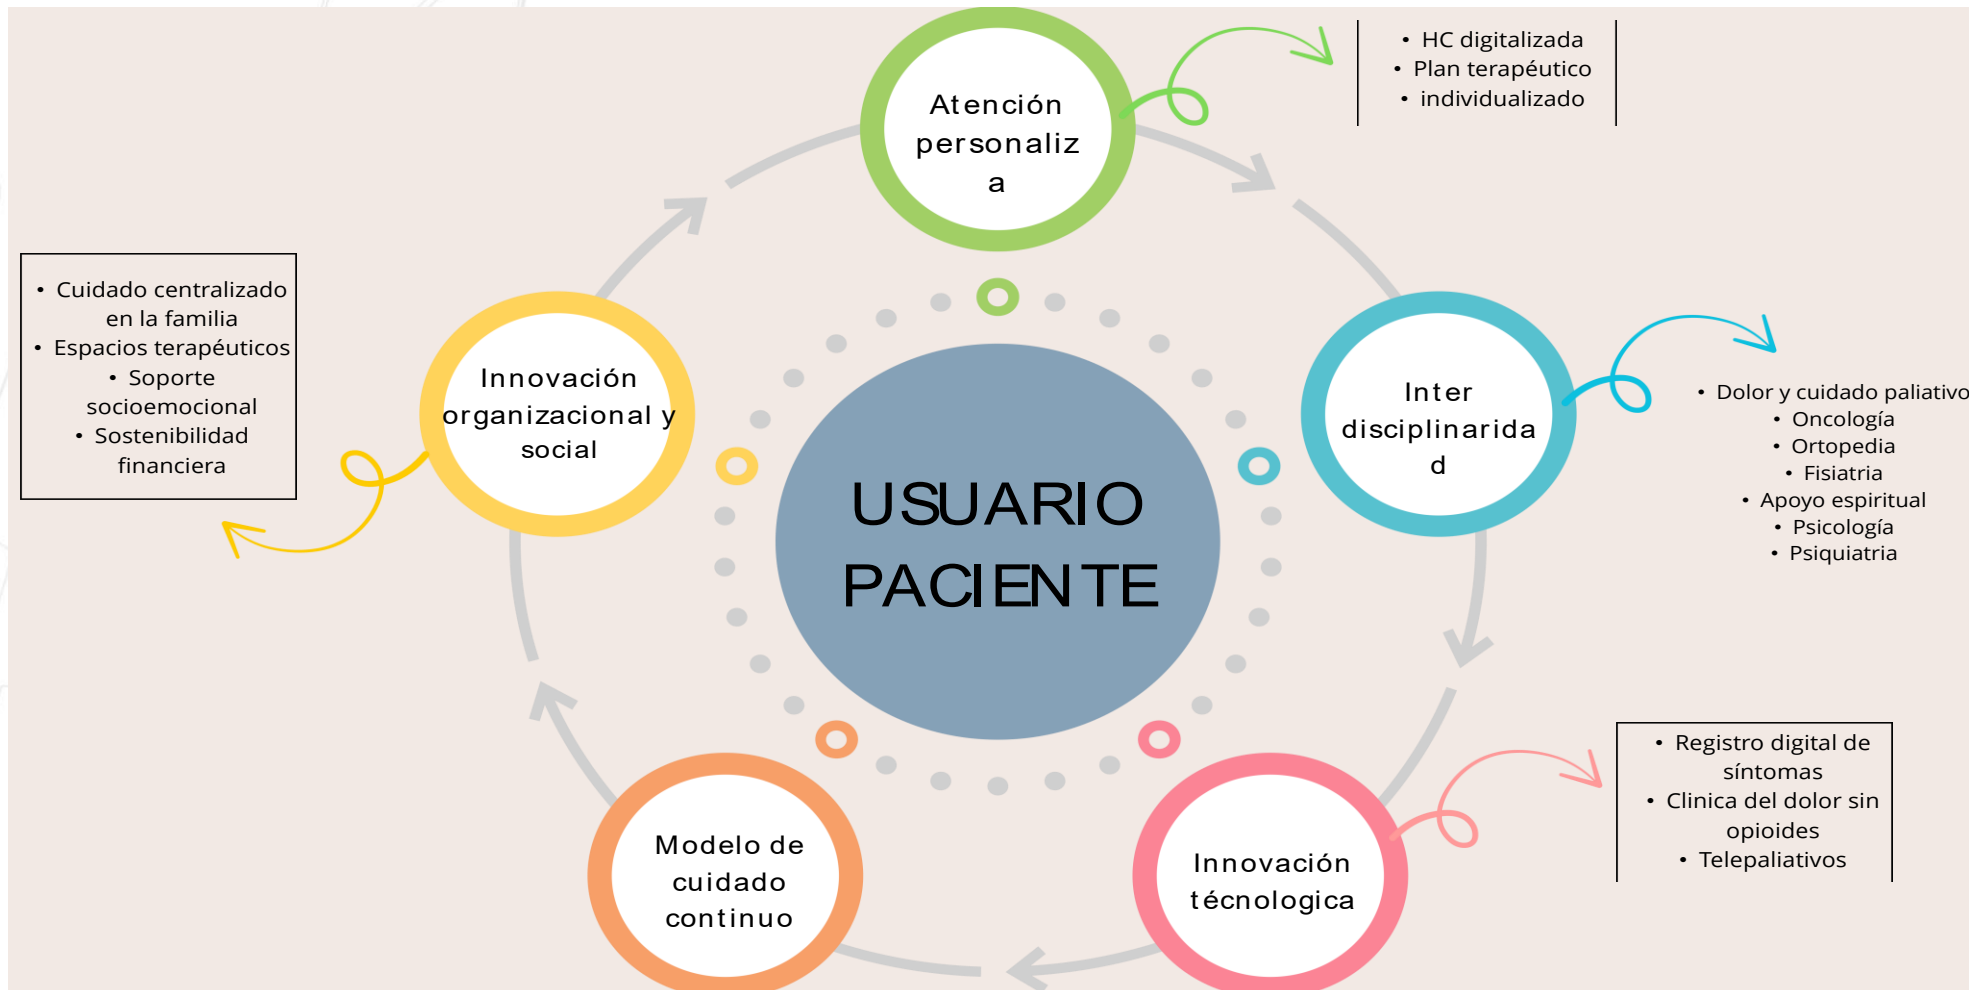 Atención
personaliz
a
• HC digitalizada
• Plan terapéutico
• individualizado
Inter
disciplinarida
d
• Dolor y cuidado paliativo
• Oncología
• Ortopedia
• Fisiatria
• Apoyo espiritual
• Psicología
• Psiquiatria
Innovación
técnologica
• Registro digital de
síntomas
• Clinica del dolor sin
opioides
• Telepaliativos
Modelo de
cuidado
continuo
Innovación
organizacional y
social
• Cuidado centralizado
en la familia
• Espacios terapéuticos
• Soporte
socioemocional
• Sostenibilidad
financiera
USUARIO
PACIENTE